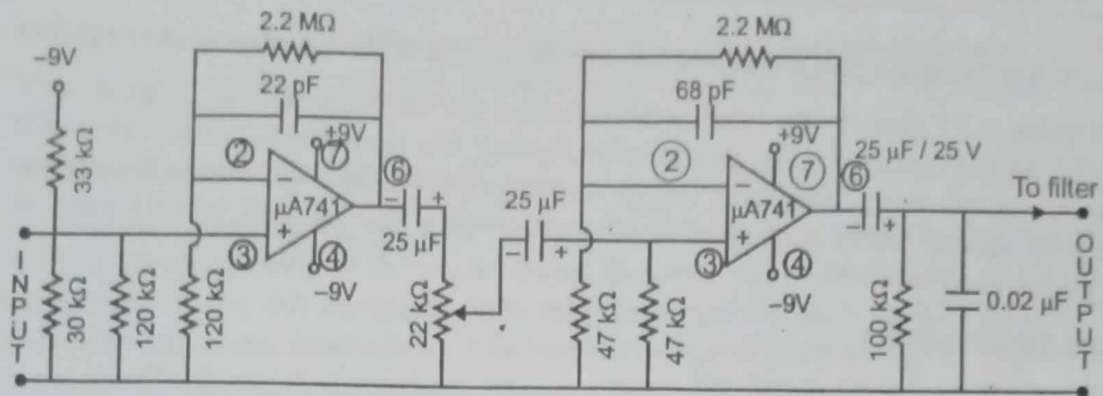 2.2 MΩ
2.2 MΩ
–9V
22 pF
68 pF
+9V
+9V
33 kΩ
② ⑦ ② ⑦ 25 μF / 25 V
– ⑥ – ⑥
μA741 – + 25 μF μA741 – + To filter
+ 25 μF – + +
③ ④ ③ ④
–9V –9V
INPUT
30 kΩ
120 kΩ
120 kΩ
22 kΩ
47 kΩ
47 kΩ
100 kΩ
0.02 μF
OUTPUT